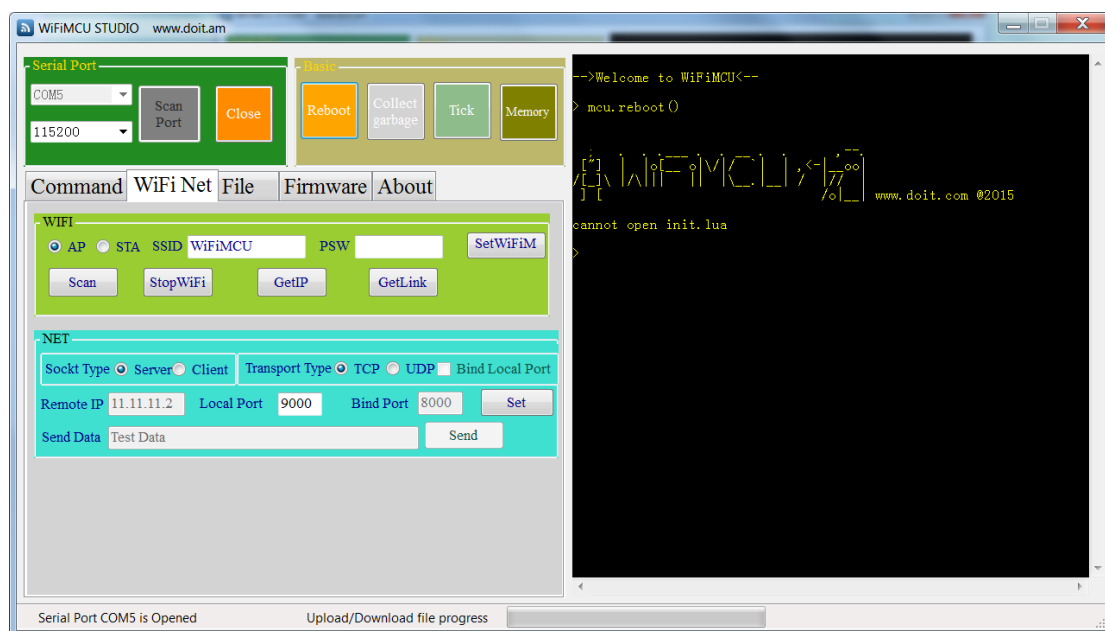 WiFiMCU STUDIO www.doit.am
Serial Port
COM5
115200
Scan Port
Close
Basic
Reboot
Collect garbage
Tick
Memory
Command WiFi Net File Firmware About
WIFI
AP STA SSID WiFiMCU PSW SetWiFiM
Scan StopWiFi GetIP GetLink
NET
Sockt Type Server Client Transport Type TCP UDP Bind Local Port
Remote IP 11.11.11.2 Local Port 9000 Bind Port 8000 Set
Send Data Test Data Send
-->Welcome to WiFiMCU<--
> mcu.reboot()
WiFiMCU
www.doit.com @2015
cannot open init.lua
>
Serial Port COM5 is Opened Upload/Download file progress